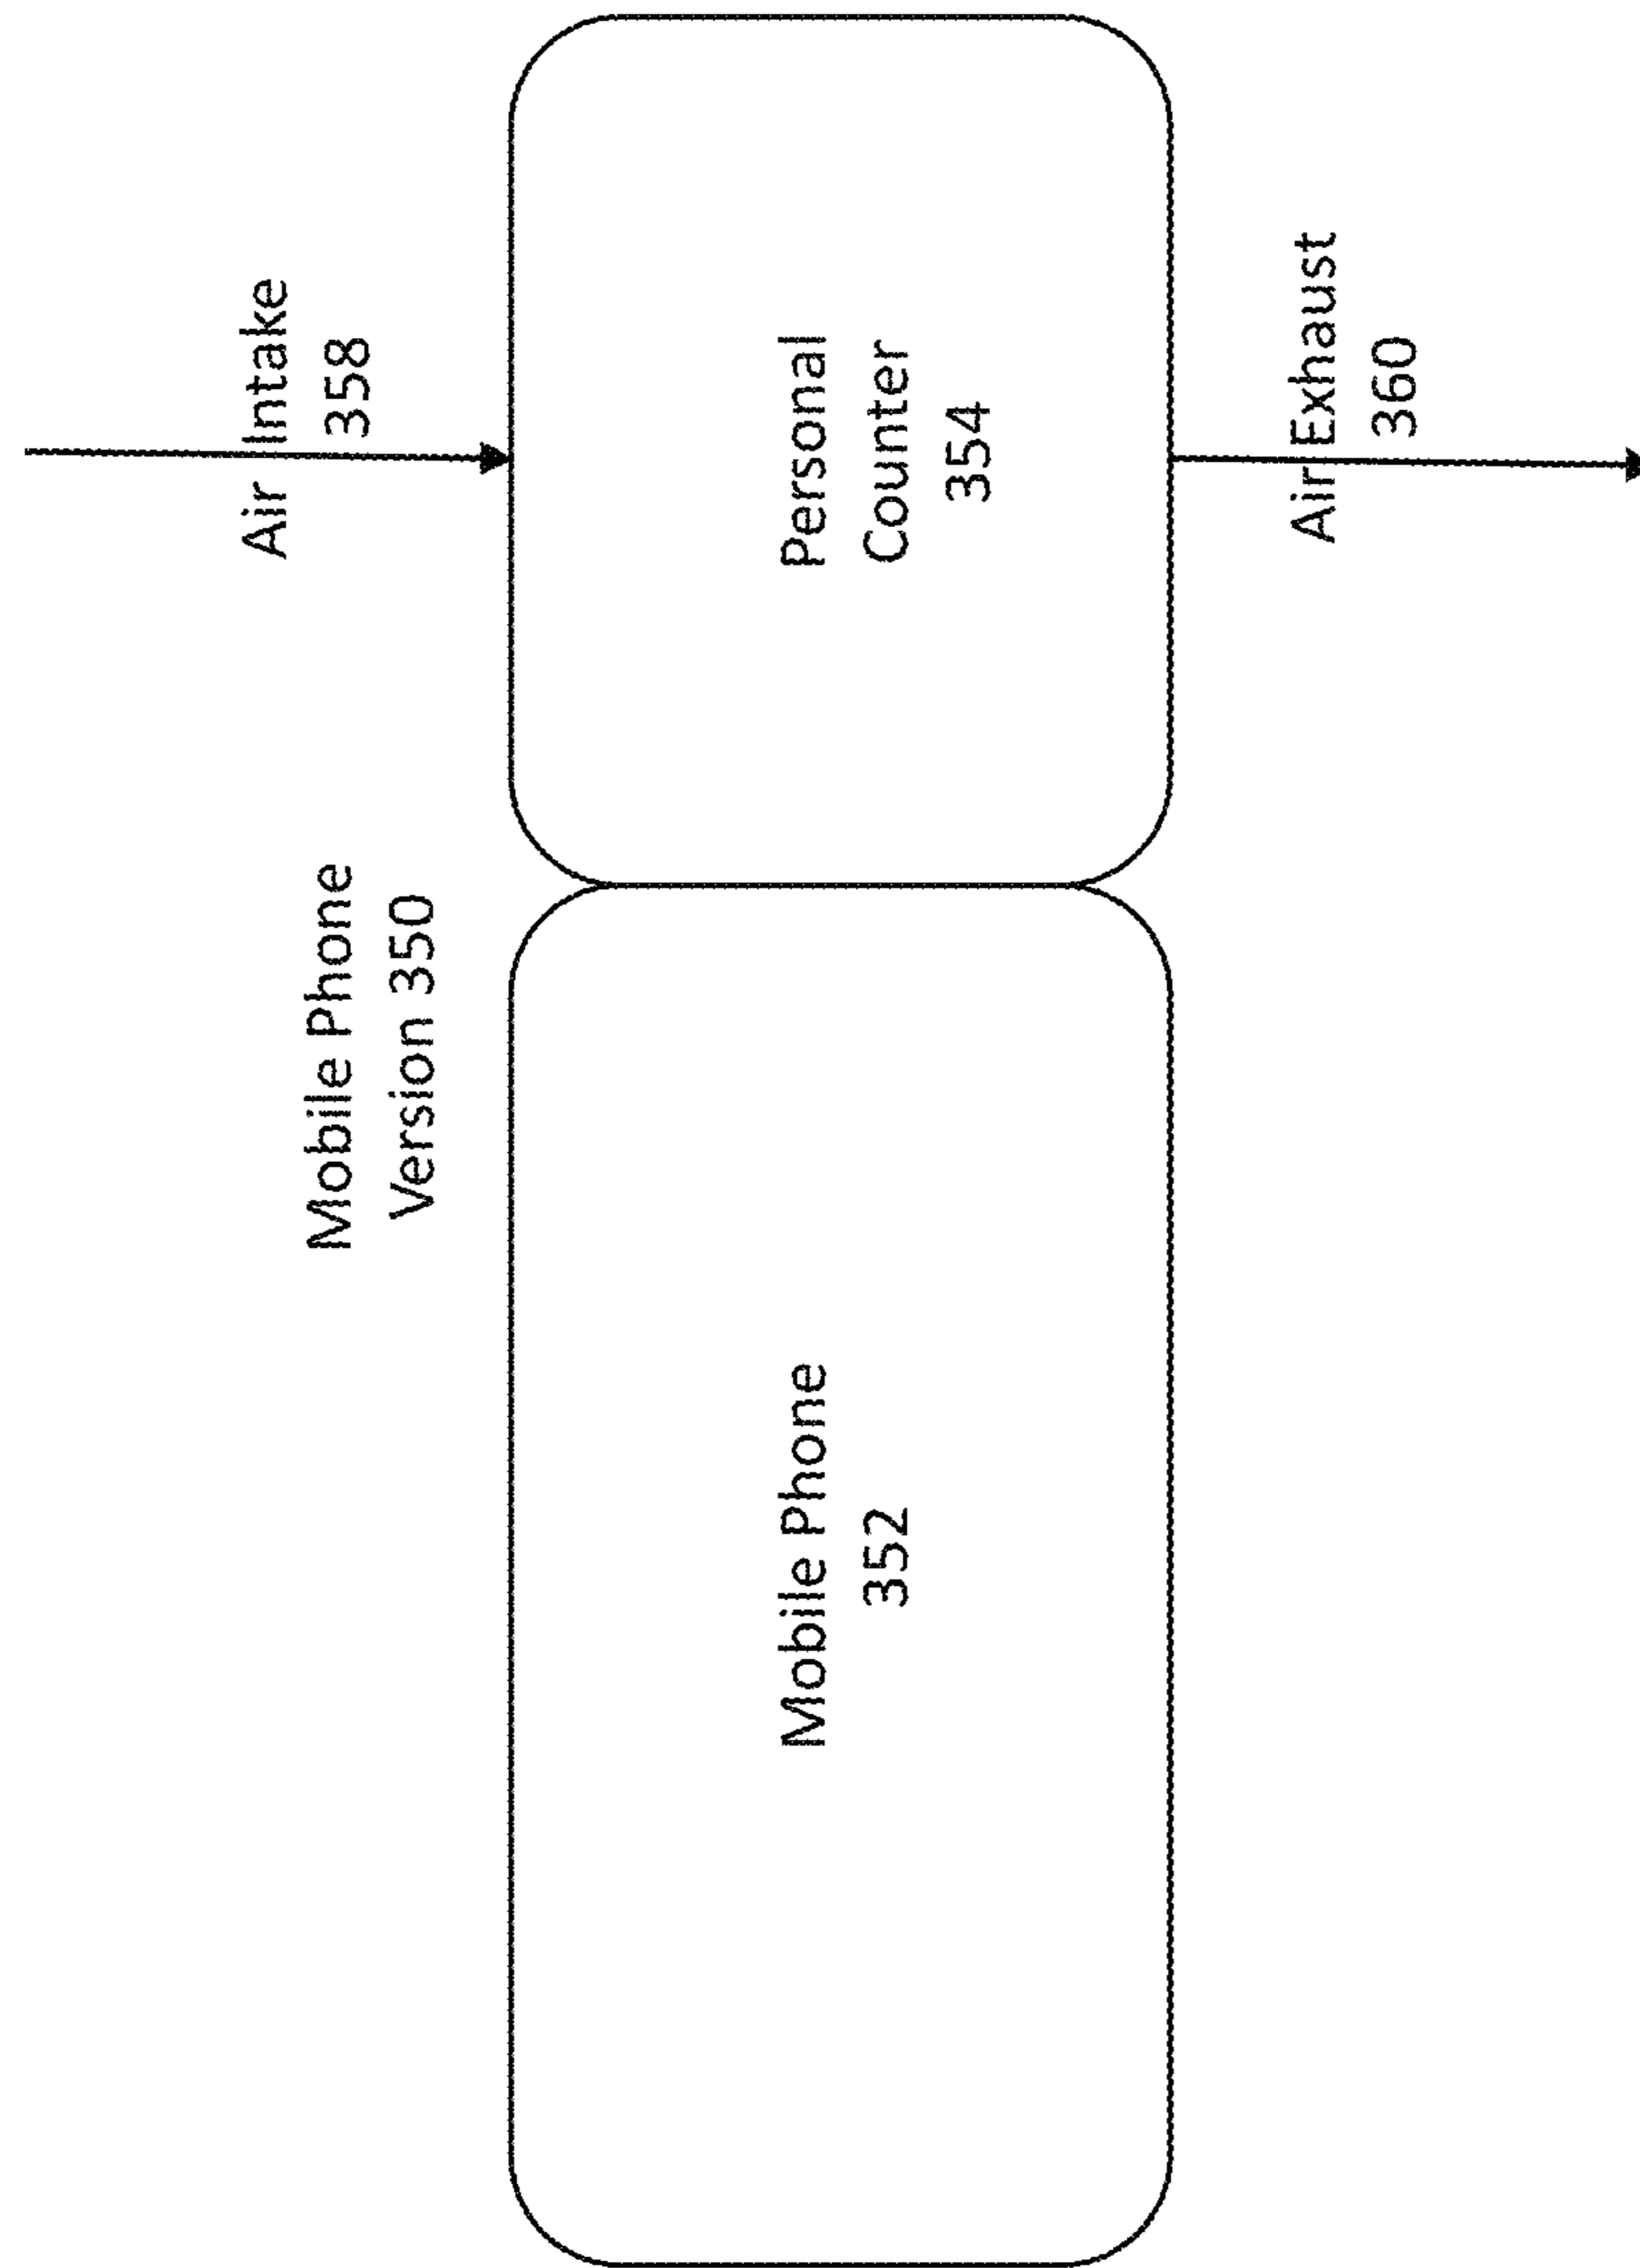 Mobile Phone
Version 350
Air Intake
358
Mobile Phone
352
Personal
Counter
354
Air Exhaust
360